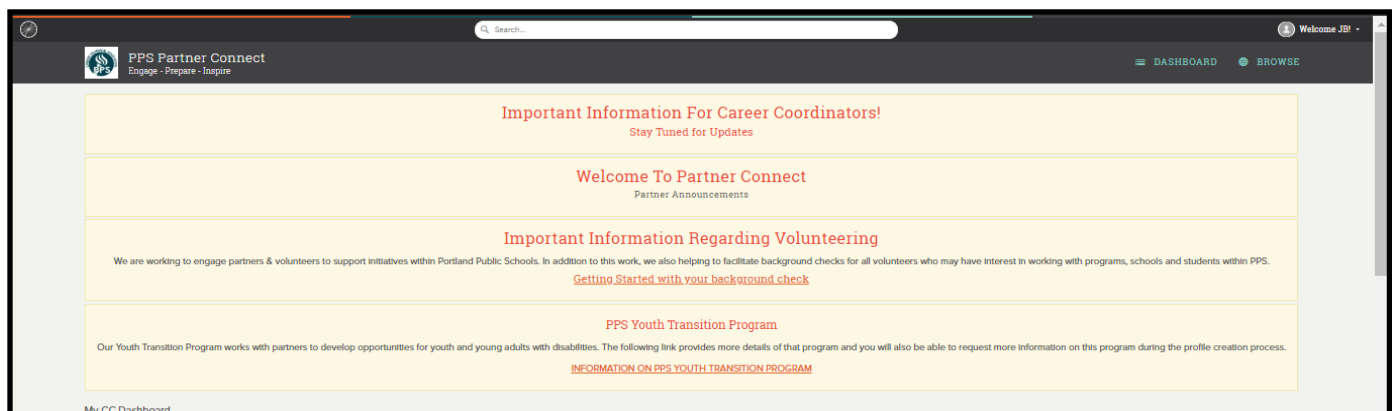 Search...
Welcome JB!
PPS
PPS Partner Connect
Engage - Prepare - Inspire
DASHBOARD
BROWSE
Important Information For Career Coordinators!
Stay Tuned for Updates
Welcome To Partner Connect
Partner Announcements
Important Information Regarding Volunteering
We are working to engage partners & volunteers to support initiatives within Portland Public Schools. In addition to this work, we also helping to facilitate background checks for all volunteers who may have interest in working with programs, schools and students within PPS.
Getting Started with your background check
PPS Youth Transition Program
Our Youth Transition Program works with partners to develop opportunities for youth and young adults with disabilities. The following link provides more details of that program and you will also be able to request more information on this program during the profile creation process.
INFORMATION ON PPS YOUTH TRANSITION PROGRAM
My CC Dashboard